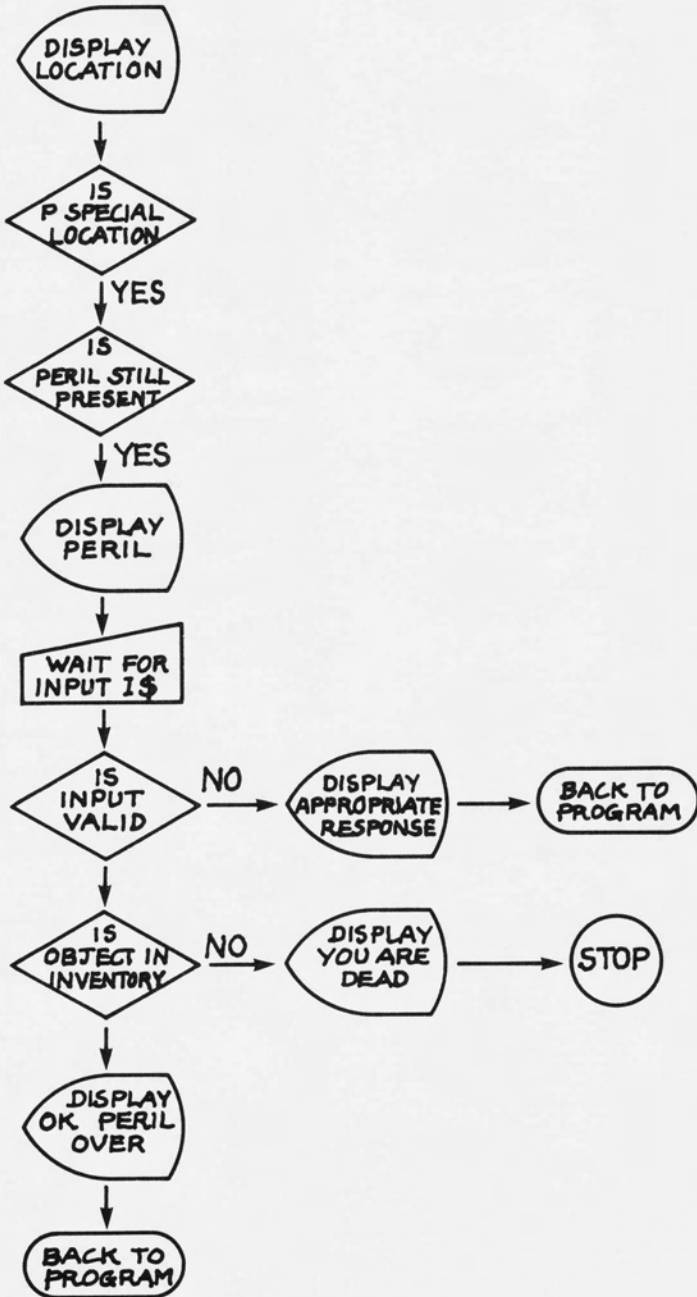 DISPLAY
LOCATION
IS
P SPECIAL
LOCATION
YES
IS
PERIL STILL
PRESENT
YES
DISPLAY
PERIL
WAIT FOR
INPUT I$
IS
INPUT
VALID
NO
DISPLAY
APPROPRIATE
RESPONSE
BACK TO
PROGRAM
IS
OBJECT IN
INVENTORY
NO
DISPLAY
YOU ARE
DEAD
STOP
DISPLAY
OK PERIL
OVER
BACK TO
PROGRAM